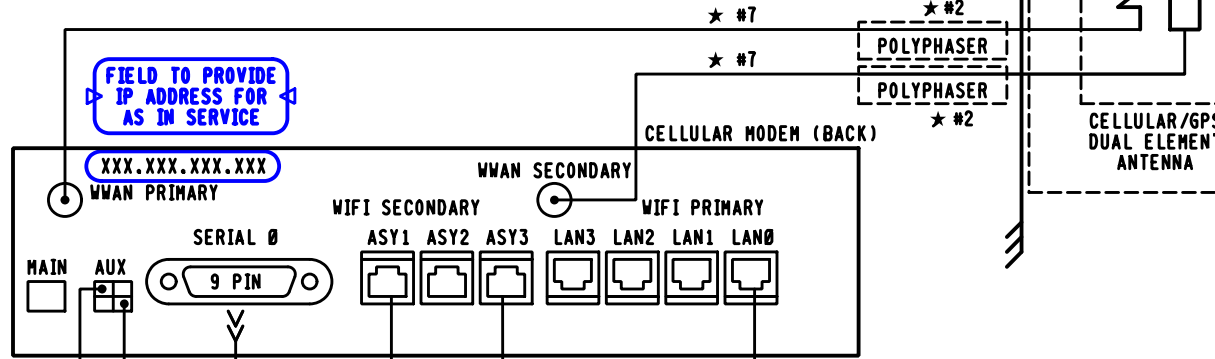 ★ #7
★ #2
POLYPHASER
★ #7
POLYPHASER
★ #2
FIELD TO PROVIDE
IP ADDRESS FOR
AS IN SERVICE
CELLULAR/GPS
DUAL ELEMENT
ANTENNA
CELLULAR MODEM (BACK)
XXX.XXX.XXX.XXX
WWAN PRIMARY
WWAN SECONDARY
WIFI SECONDARY
WIFI PRIMARY
SERIAL 0
ASY1 ASY2 ASY3 LAN3 LAN2 LAN1 LAN0
MAIN AUX
9 PIN